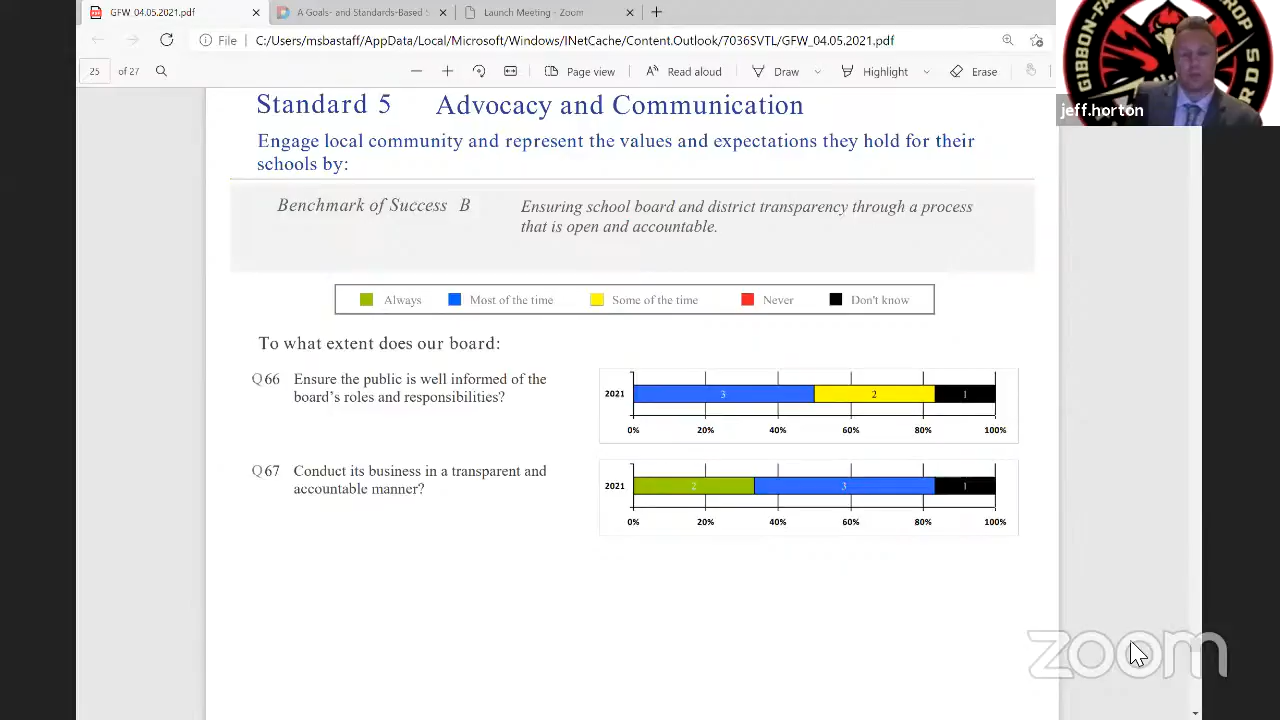 GFW_04.05.2021.pdf
A Goals- and Standards-Based S
Launch Meeting - Zoom
File
C:/Users/msbastaff/AppData/Local/Microsoft/Windows/INetCache/Content.Outlook/7036SVTL/GFW_04.05.2021.pdf
25 of 27
Page view
Read aloud
Draw
Highlight
Erase
jeff.horton
Standard 5 Advocacy and Communication
Engage local community and represent the values and expectations they hold for their
schools by:
Benchmark of Success B
Ensuring school board and district transparency through a process
that is open and accountable.
Always Most of the time Some of the time Never Don't know
To what extent does our board:
Q66 Ensure the public is well informed of the
board's roles and responsibilities?
2021 3 2 1
0% 20% 40% 60% 80% 100%
Q67 Conduct its business in a transparent and
accountable manner?
2021 2 3 1
0% 20% 40% 60% 80% 100%
zoom